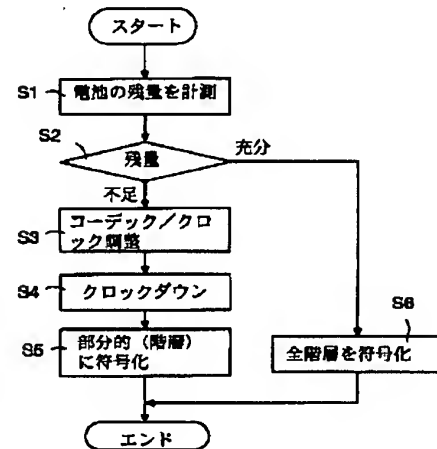 スタート
S1
電池の残量を計測
S2
残量
充分
不足
S3
コーデック／クロ
ック調整
S4
クロックダウン
S5
部分的（階層）
に符号化
S6
全階層を符号化
エンド